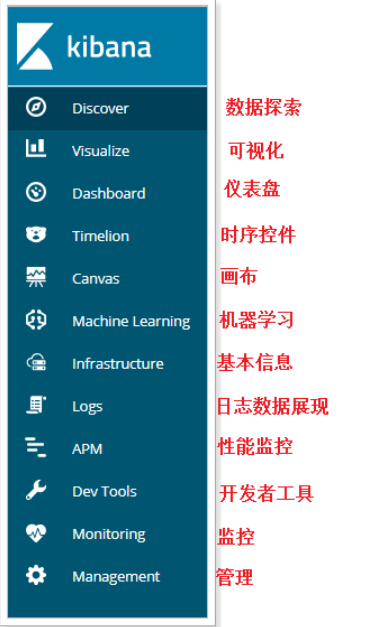 kibana
Discover 数据探索
Visualize 可视化
Dashboard 仪表盘
Timelion 时序控件
Canvas 画布
Machine Learning 机器学习
Infrastructure 基本信息
Logs 日志数据展现
APM 性能监控
Dev Tools 开发者工具
Monitoring 监控
Management 管理